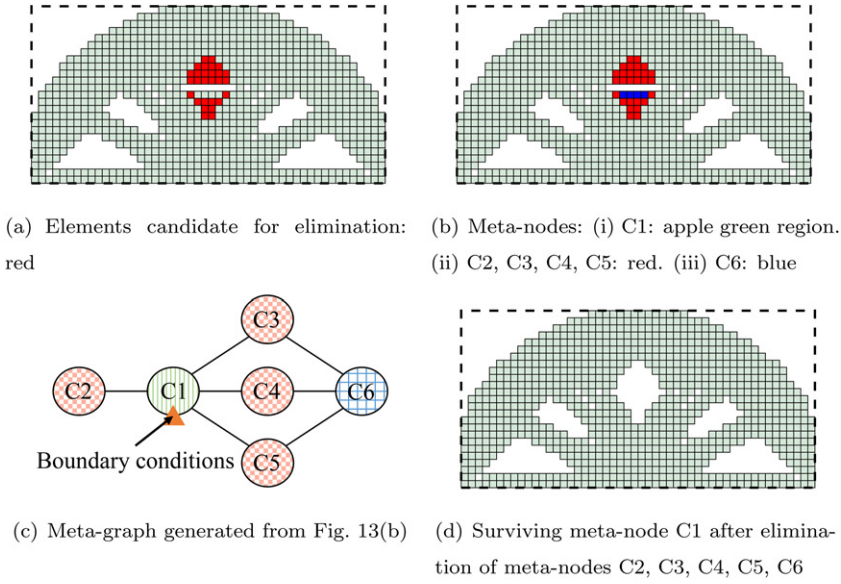 (a) Elements candidate for elimination:
red
(b) Meta-nodes: (i) C1: apple green region.
(ii) C2, C3, C4, C5: red. (iii) C6: blue
C3
C2
C1
C4
C6
C5
Boundary conditions
(c) Meta-graph generated from Fig. 13(b)
(d) Surviving meta-node C1 after elimina-
tion of meta-nodes C2, C3, C4, C5, C6